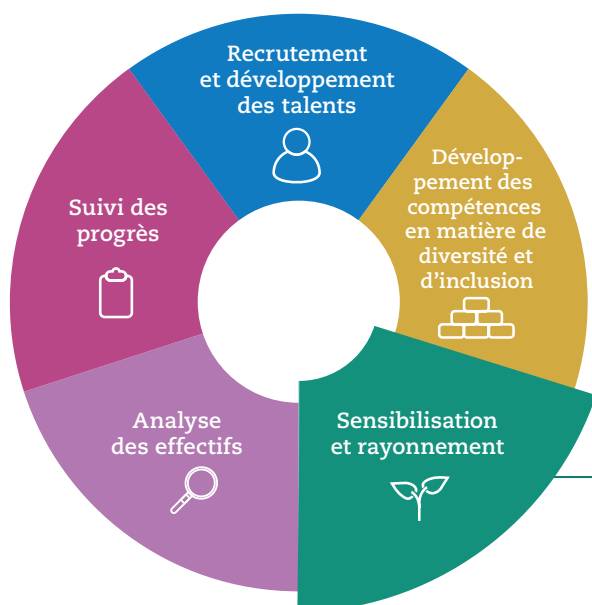 Recrutement
et développement
des talents
Dévelop-
pement des
compétences
en matière de
diversité et
d'inclusion
Sensibilisation
et rayonnement
Analyse
des effectifs
Suivi des
progrès